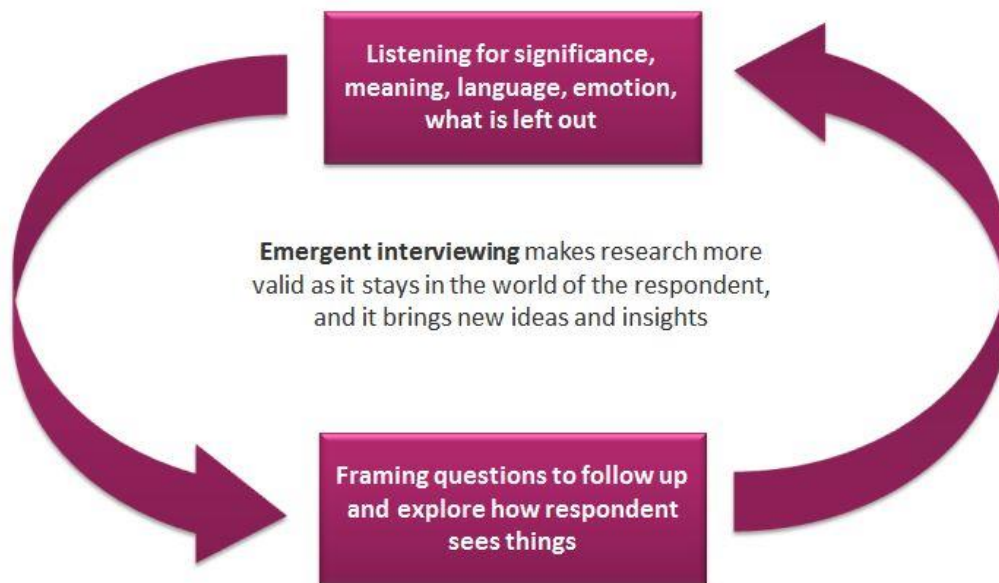 Listening for significance,
meaning, language, emotion,
what is left out
Emergent interviewing makes research more
valid as it stays in the world of the respondent,
and it brings new ideas and insights
Framing questions to follow up
and explore how respondent
sees things